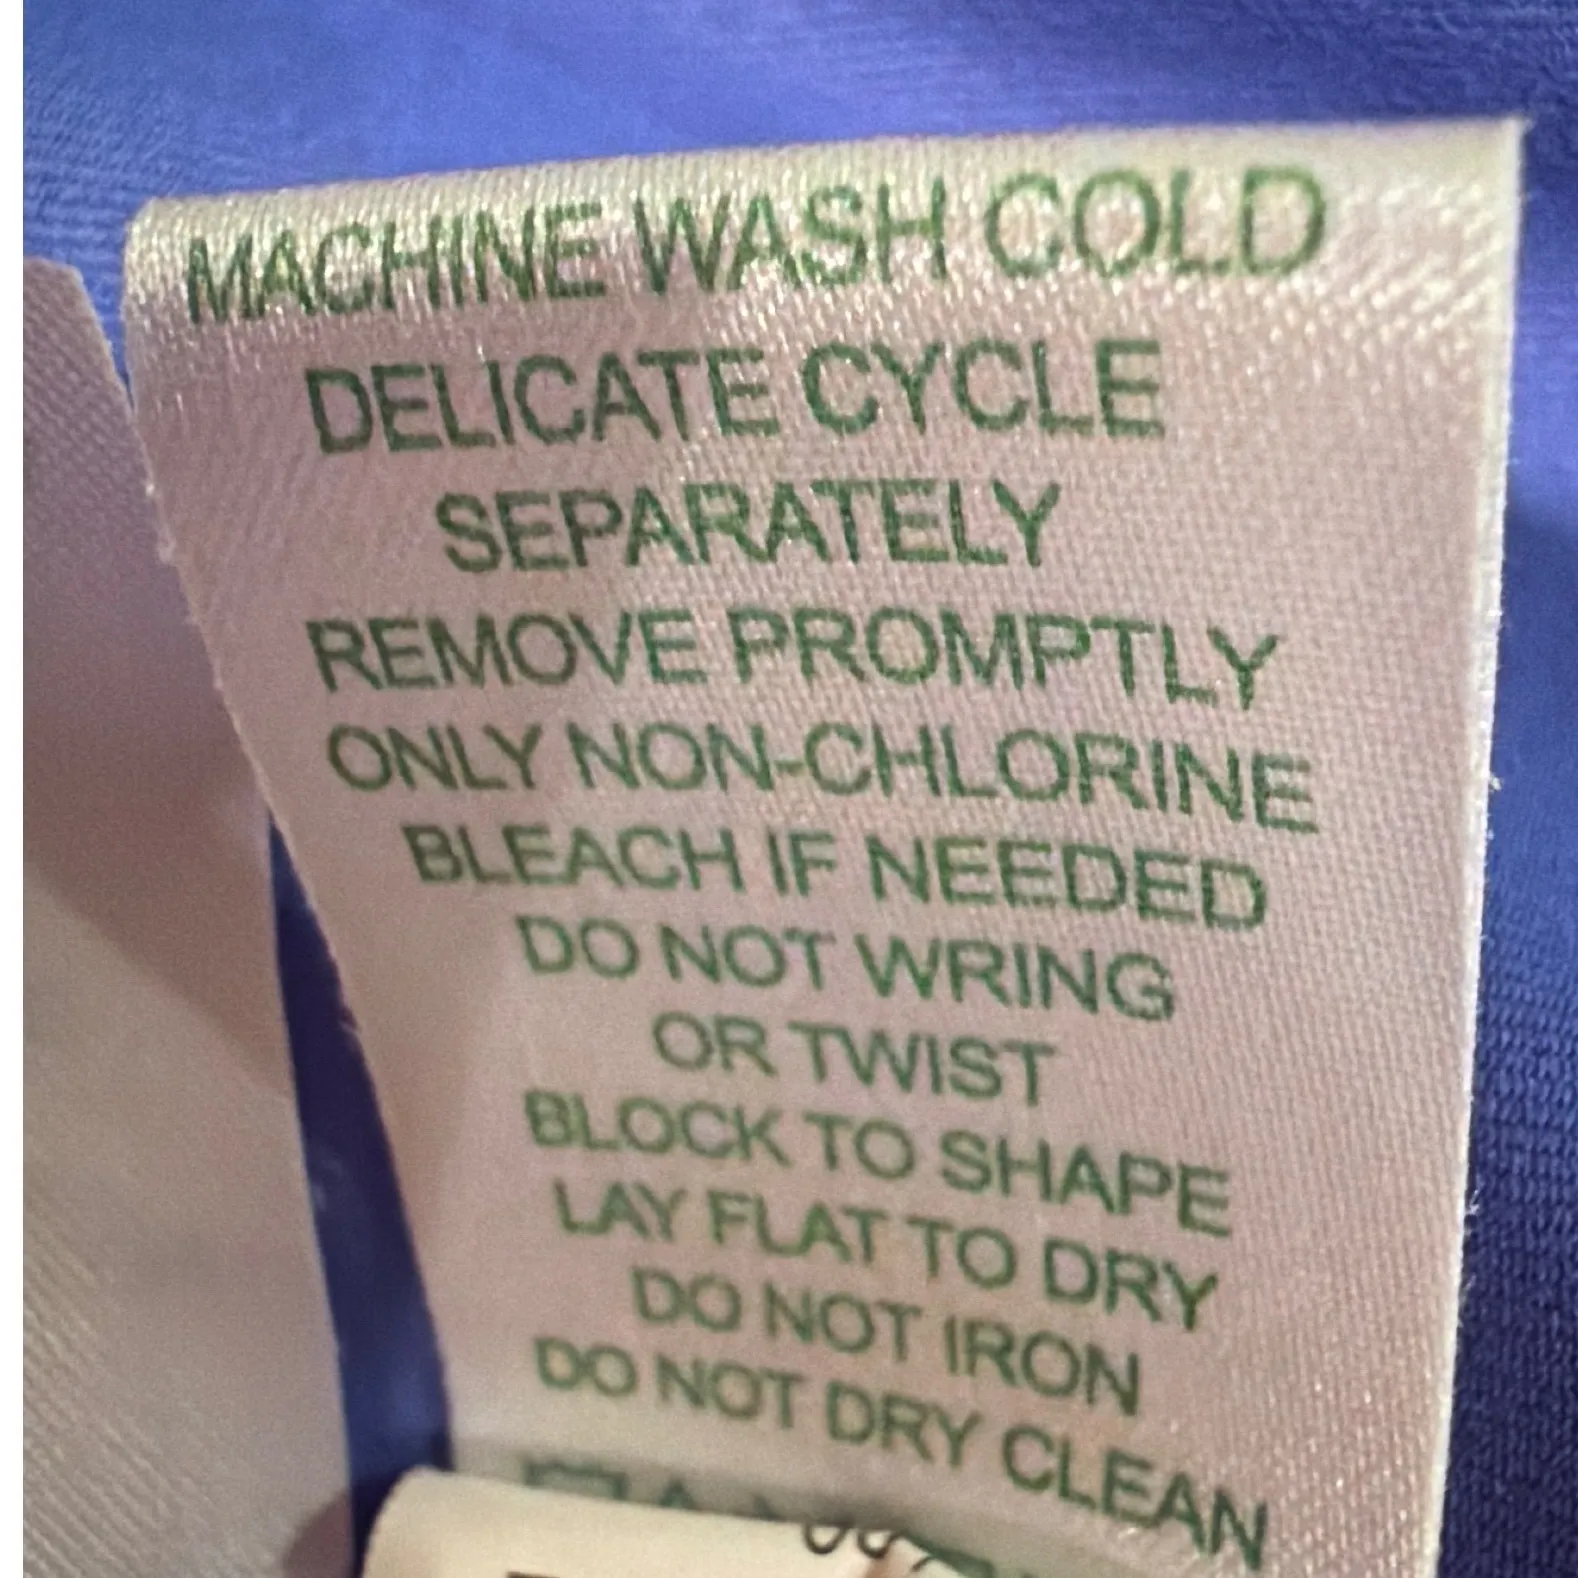 MACHINE WASH COLD
DELICATE CYCLE
SEPARATELY
REMOVE PROMPTLY
ONLY NON-CHLORINE
BLEACH IF NEEDED
DO NOT WRING
OR TWIST
BLOCK TO SHAPE
LAY FLAT TO DRY
DO NOT IRON
DO NOT DRY CLEAN